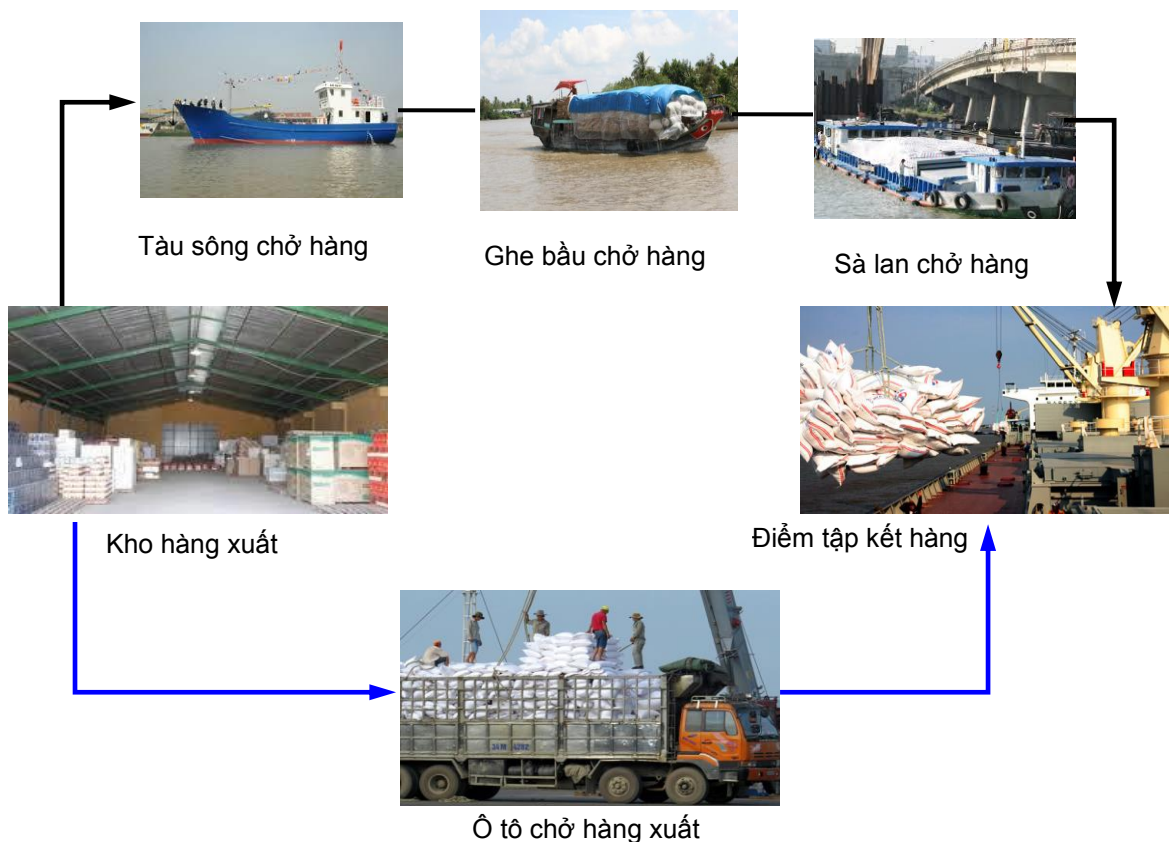 Tàu sông chở hàng
Ghe bầu chở hàng
Sà lan chở hàng
Kho hàng xuất
Điểm tập kết hàng
Ô tô chở hàng xuất